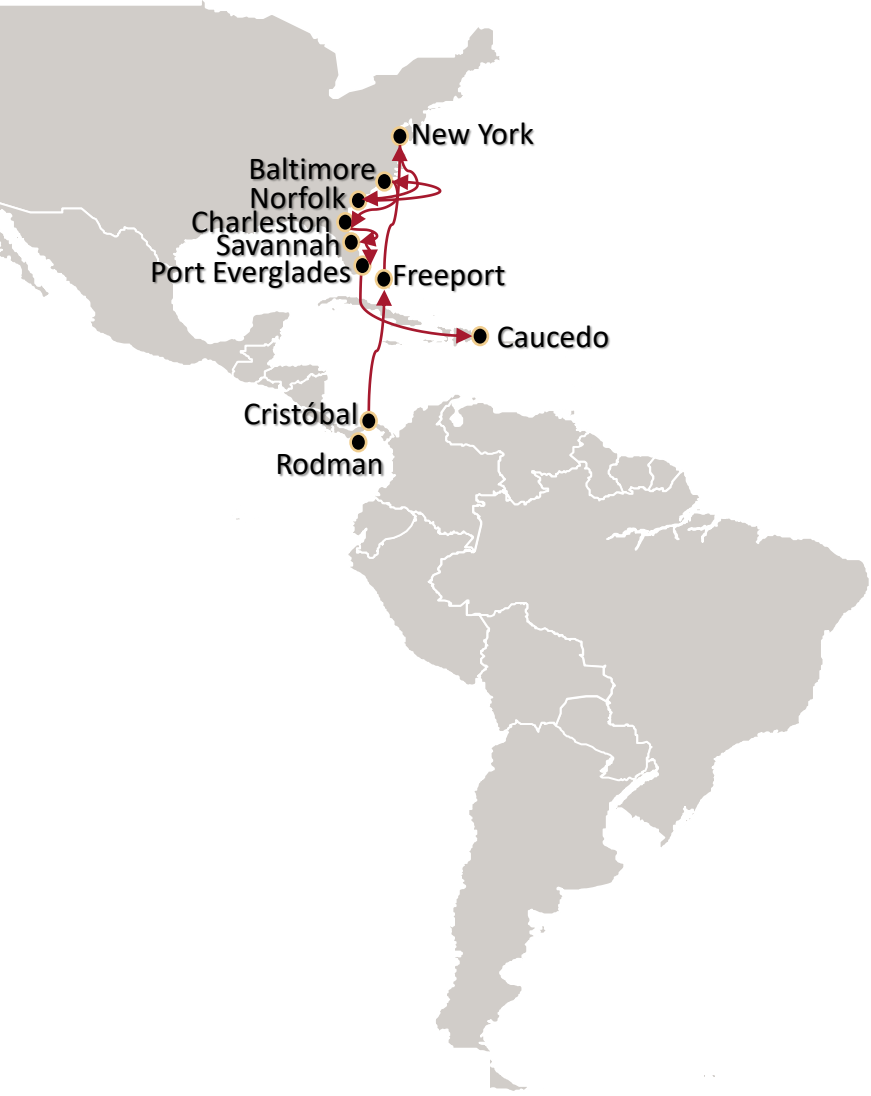 New York
Baltimore
Norfolk
Charleston
Savannah
Port Everglades
Freeport
Caucedo
Cristóbal
Rodman